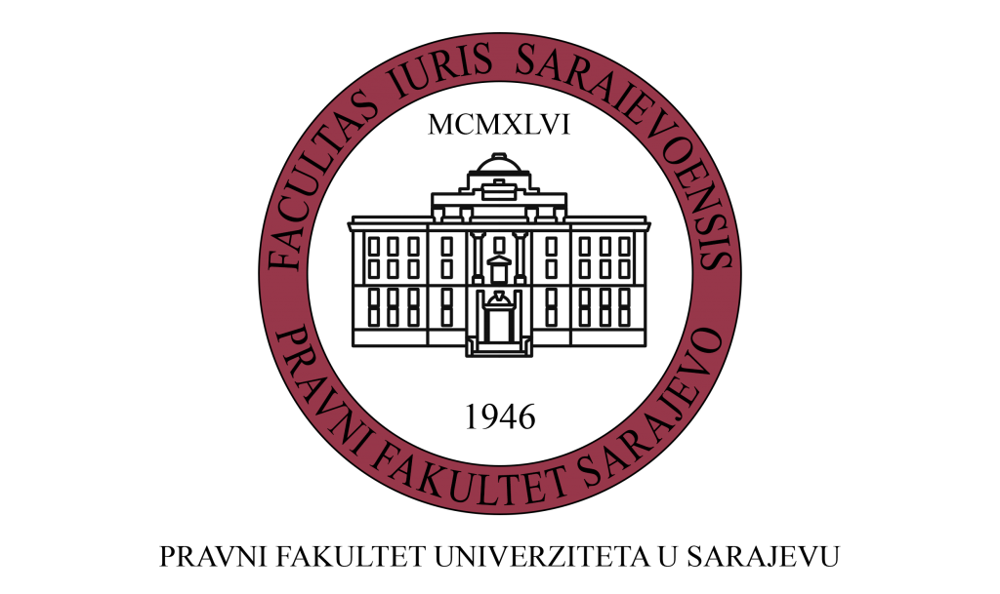 FACULTAS IURIS SARAIEVOENSIS
MCMXLVI
1946
PRAVNI FAKULTET SARAJEVO
PRAVNI FAKULTET UNIVERZITETA U SARAJEVU